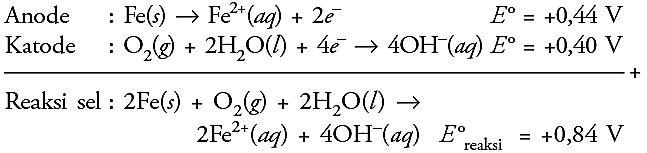 Anode : Fe(s) → Fe²⁺(aq) + 2e⁻ E° = +0,44 V
Katode : O₂(g) + 2H₂O(l) + 4e⁻ → 4OH⁻(aq) E° = +0,40 V
+
Reaksi sel : 2Fe(s) + O₂(g) + 2H₂O(l) →
2Fe²⁺(aq) + 4OH⁻(aq) E°reaksi = +0,84 V